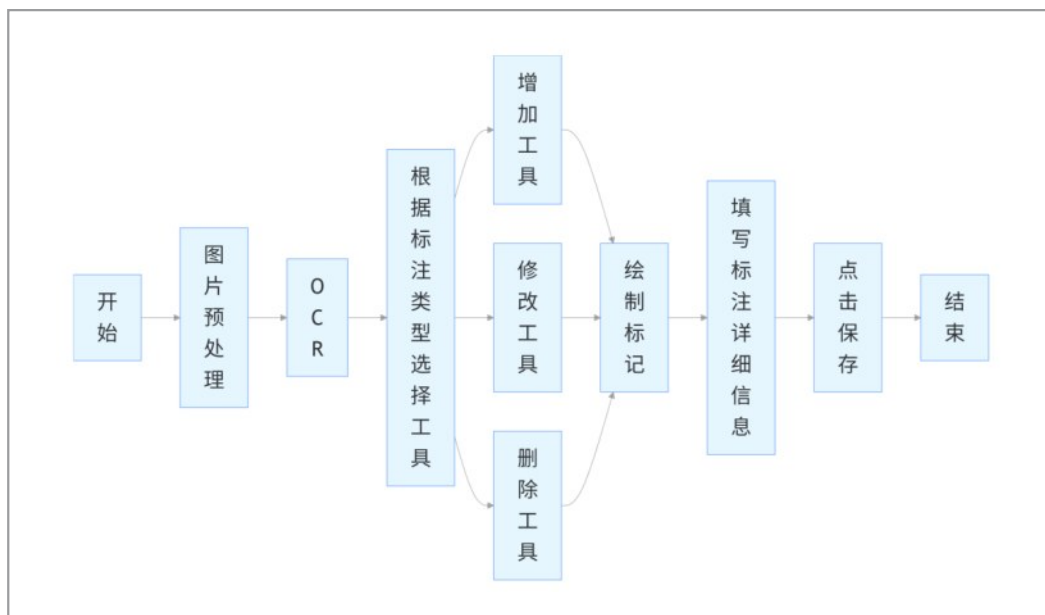 开始
图片预处理
OCR
根据标注类型选择工具
增加工具
修改工具
删除工具
绘制标记
填写标注详细信息
点击保存
结束